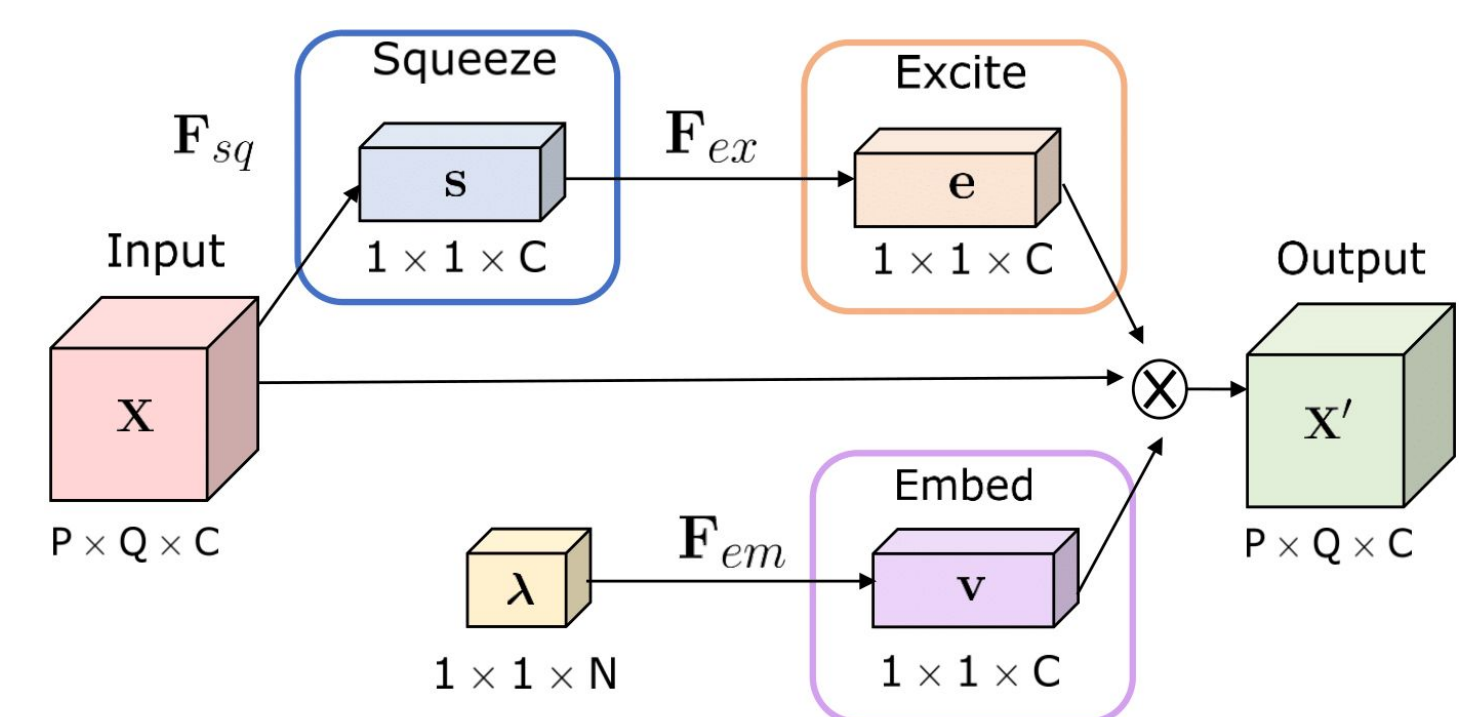 Squeeze
Excite
F_sq
F_ex
s
e
1 × 1 × C
1 × 1 × C
Input
Output
X
X′
P × Q × C
P × Q × C
Embed
F_em
λ
v
1 × 1 × N
1 × 1 × C